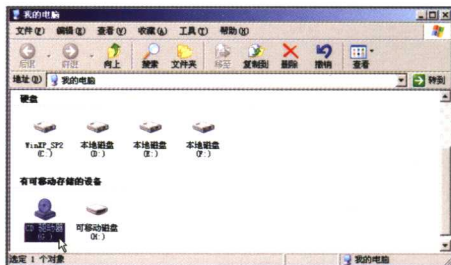 我的电脑
文件(F) 编辑(E) 查看(V) 收藏(A) 工具(T) 帮助(H)
后退 前进 向上 搜索 文件夹 移至 复制到 删除 撤销 查看
地址(D) 我的电脑 转到
硬盘
WinXP_SP2 (C:)
本地磁盘 (D:)
本地磁盘 (E:)
本地磁盘 (F:)
有可移动存储的设备
CD 驱动器 (G:)
可移动磁盘 (H:)
选定 1 个对象 我的电脑